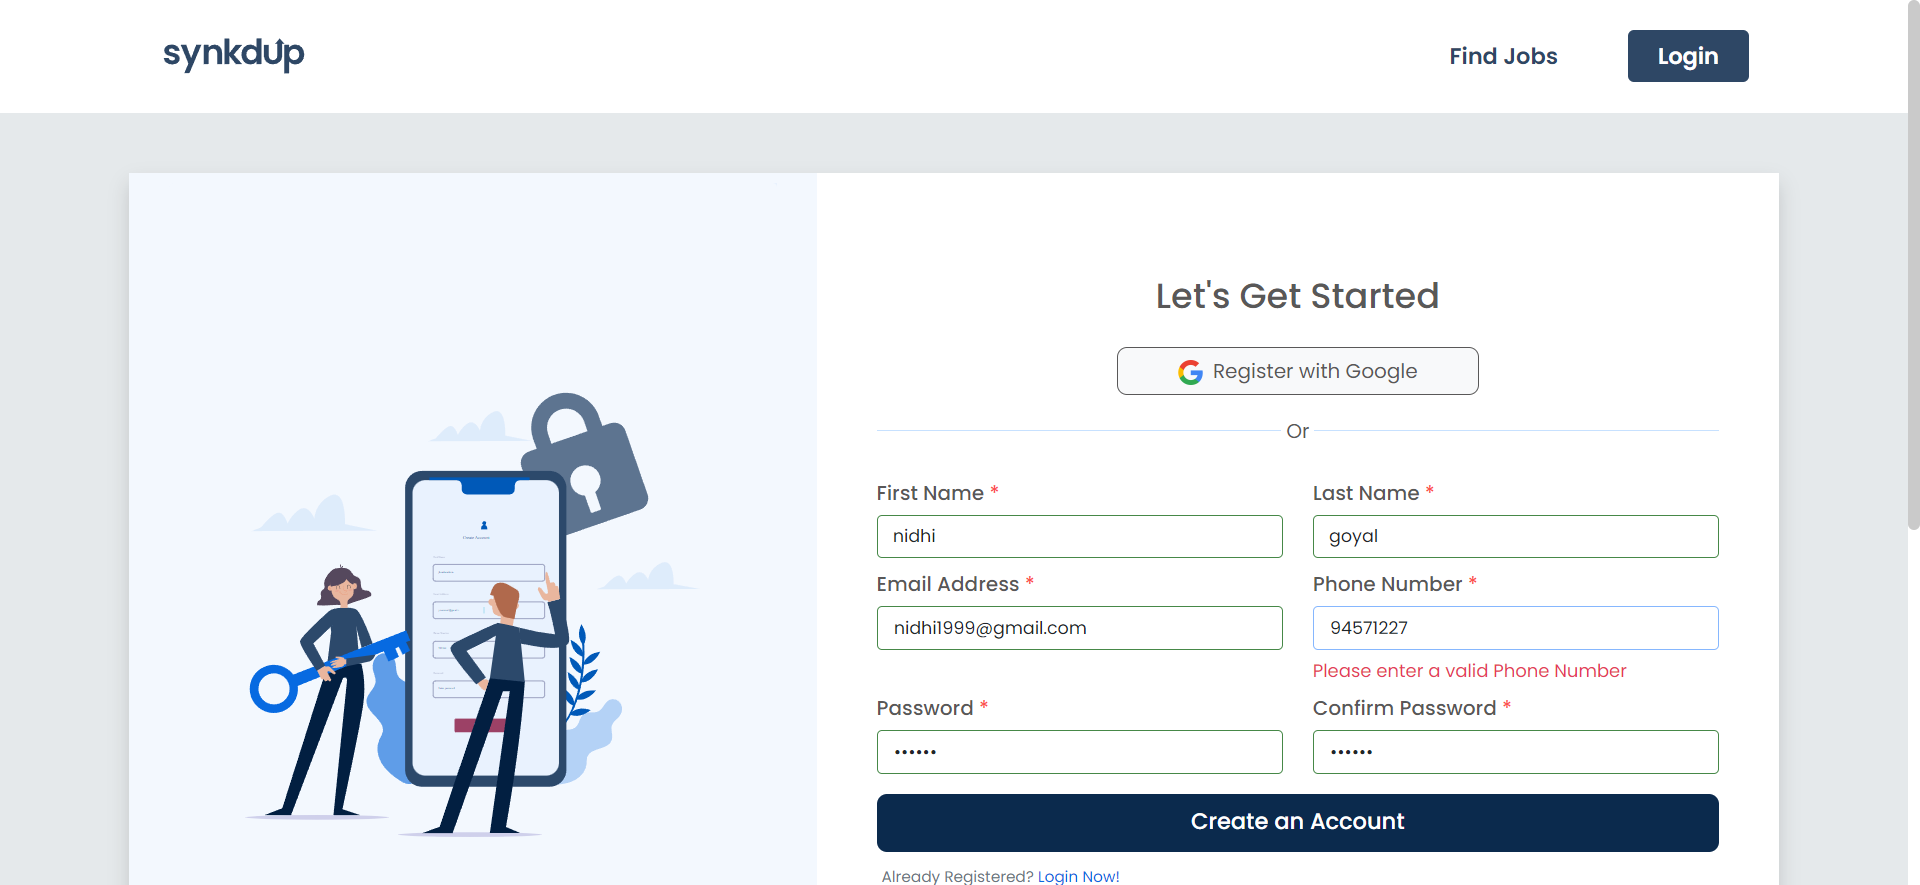 synkdup
Find Jobs
Login
Let's Get Started
Register with Google
Or
First Name *
Last Name *
nidhi
goyal
Email Address *
Phone Number *
nidhi1999@gmail.com
94571227
Please enter a valid Phone Number
Password *
Confirm Password *
••••••
••••••
Create an Account
Already Registered? Login Now!